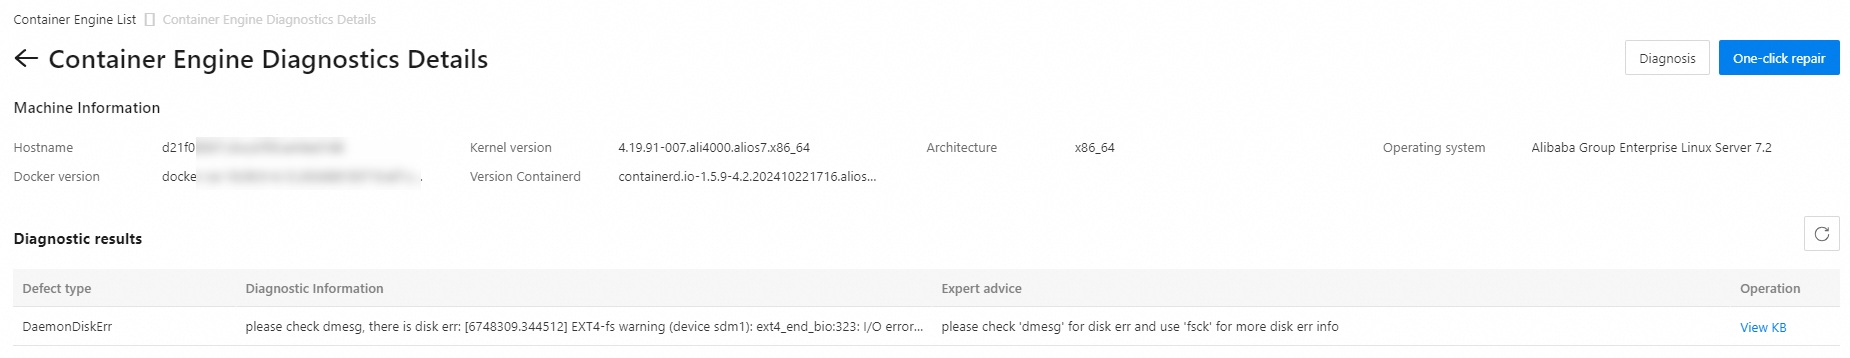 Container Engine List Container Engine Diagnostics Details
Container Engine Diagnostics Details
Diagnosis One-click repair
Machine Information
Hostname d21f0 Kernel version 4.19.91-007.ali4000.alios7.x86_64 Architecture x86_64 Operating system Alibaba Group Enterprise Linux Server 7.2
Docker version docke Version Containerd containerd.io-1.5.9-4.2.202410221716.alios...
Diagnostic results
Defect type Diagnostic Information Expert advice Operation
DaemonDiskErr please check dmesg, there is disk err: [6748309.344512] EXT4-fs warning (device sdm1): ext4_end_bio:323: I/O error... please check 'dmesg' for disk err and use 'fsck' for more disk err info View KB